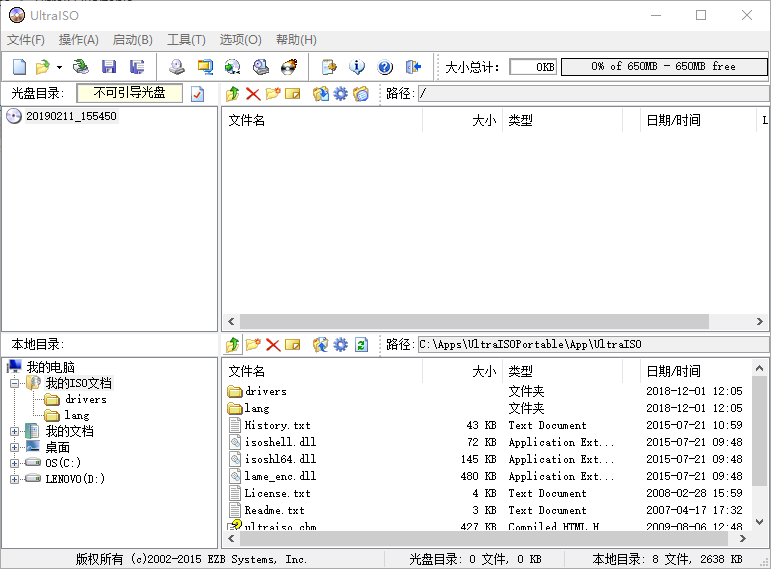 UltraISO
文件(F) 操作(A) 启动(B) 工具(T) 选项(O) 帮助(H)
大小总计: 0KB 0% of 650MB - 650MB free
光盘目录: 不可引导光盘 路径: /
20190211_155450
文件名 大小 类型 日期/时间 L
本地目录: 路径: C:\Apps\UltraISOPortable\App\UltraISO
我的电脑
我的ISO文档
drivers
lang
我的文档
桌面
OS(C:)
LENOVO(D:)
文件名 大小 类型 日期/时间
drivers 文件夹 2018-12-01 12:05
lang 文件夹 2018-12-01 12:05
History.txt 43 KB Text Document 2015-07-21 10:59
isoshell.dll 72 KB Application Ext... 2015-07-21 09:48
isoshl64.dll 145 KB Application Ext... 2015-07-21 09:48
lame_enc.dll 480 KB Application Ext... 2015-07-21 09:48
License.txt 4 KB Text Document 2008-02-28 15:59
Readme.txt 3 KB Text Document 2007-04-17 17:32
ultraiso.chm 427 KB Compiled HTML H... 2009-08-06 12:48
版权所有 (c)2002-2015 EZB Systems, Inc. 光盘目录: 0 文件, 0 KB 本地目录: 8 文件, 2638 KB